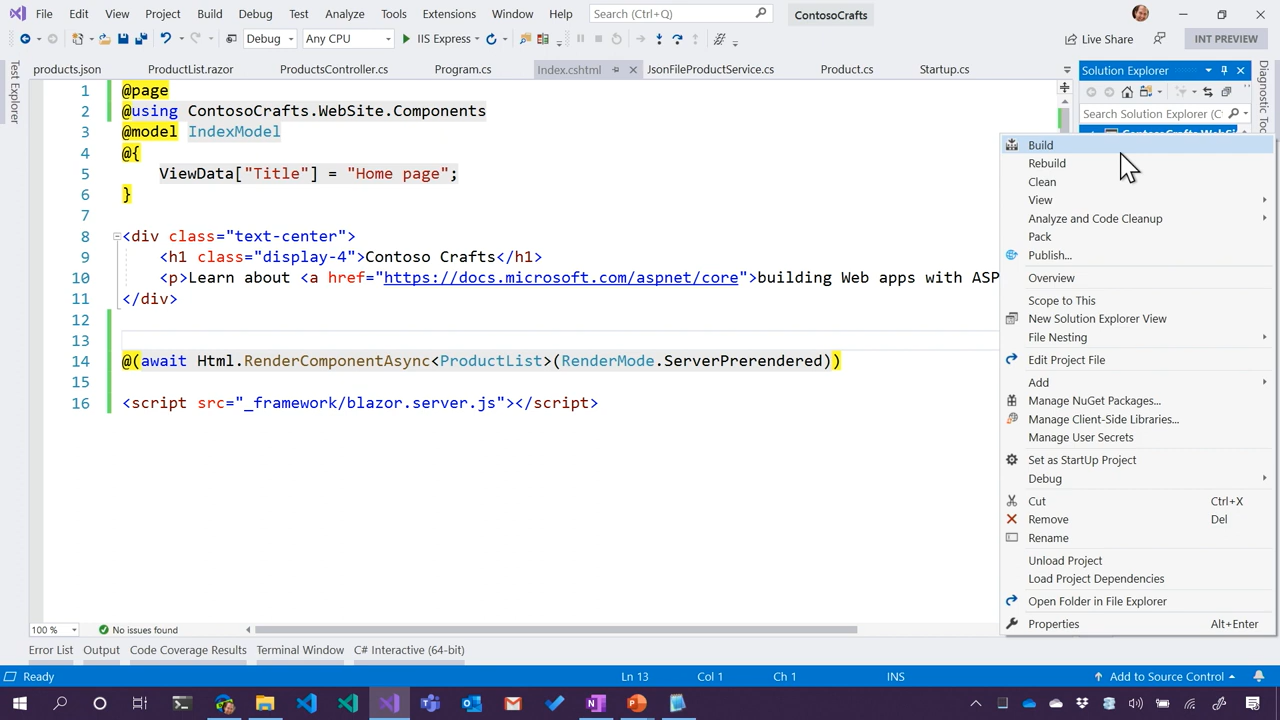 File Edit View Project Build Debug Test Analyze Tools Extensions Window Help Search (Ctrl+Q) ContosoCrafts
Debug Any CPU IIS Express Live Share INT PREVIEW
products.json ProductList.razor ProductsController.cs Program.cs Index.cshtml JsonFileProductService.cs Product.cs Startup.cs
Test Explorer
1 @page
2 @using ContosoCrafts.WebSite.Components
3 @model IndexModel
4 @{
5 ViewData["Title"] = "Home page";
6 }
7
8 <div class="text-center">
9 <h1 class="display-4">Contoso Crafts</h1>
10 <p>Learn about <a href="https://docs.microsoft.com/aspnet/core">building Web apps with ASP
11 </div>
12
13
14 @(await Html.RenderComponentAsync<ProductList>(RenderMode.ServerPrerendered))
15
16 <script src="_framework/blazor.server.js"></script>
Solution Explorer
Search Solution Explorer (C
ContosoCrafts.WebSi
Diagnostic Too
Build
Rebuild
Clean
View
Analyze and Code Cleanup
Pack
Publish...
Overview
Scope to This
New Solution Explorer View
File Nesting
Edit Project File
Add
Manage NuGet Packages...
Manage Client-Side Libraries...
Manage User Secrets
Set as StartUp Project
Debug
Cut Ctrl+X
Remove Del
Rename
Unload Project
Load Project Dependencies
Open Folder in File Explorer
Properties Alt+Enter
100 % No issues found
Error List Output Code Coverage Results Terminal Window C# Interactive (64-bit)
Ready Ln 13 Col 1 Ch 1 INS Add to Source Control